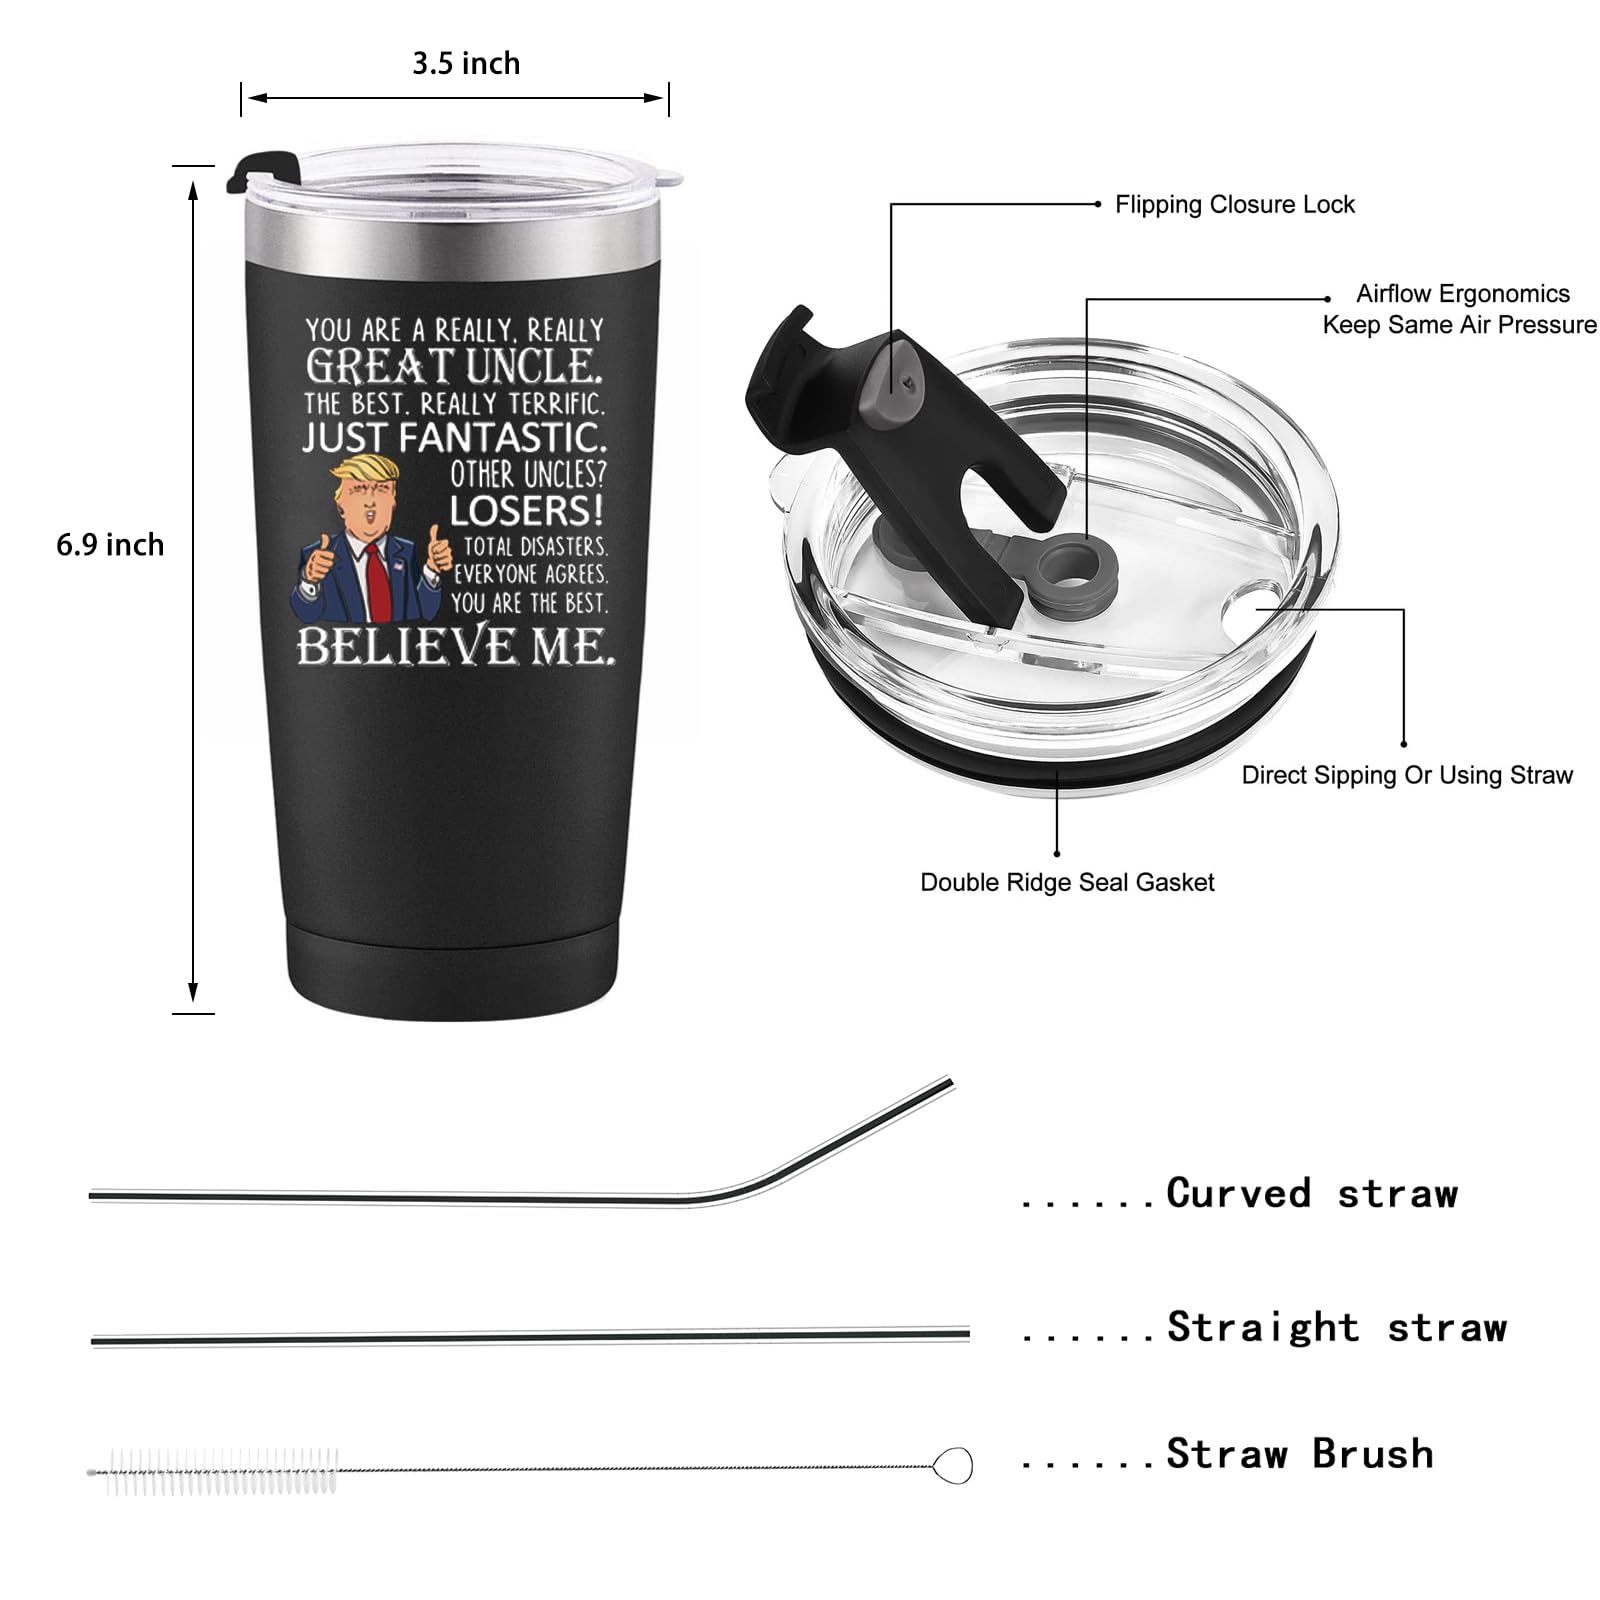 3.5 inch
6.9 inch
YOU ARE A REALLY, REALLY
GREAT UNCLE.
THE BEST. REALLY TERRIFIC.
JUST FANTASTIC.
OTHER UNCLES?
LOSERS!
TOTAL DISASTERS.
EVERYONE AGREES.
YOU ARE THE BEST.
BELIEVE ME.
Flipping Closure Lock
Airflow Ergonomics
Keep Same Air Pressure
Direct Sipping Or Using Straw
Double Ridge Seal Gasket
......Curved straw
......Straight straw
......Straw Brush